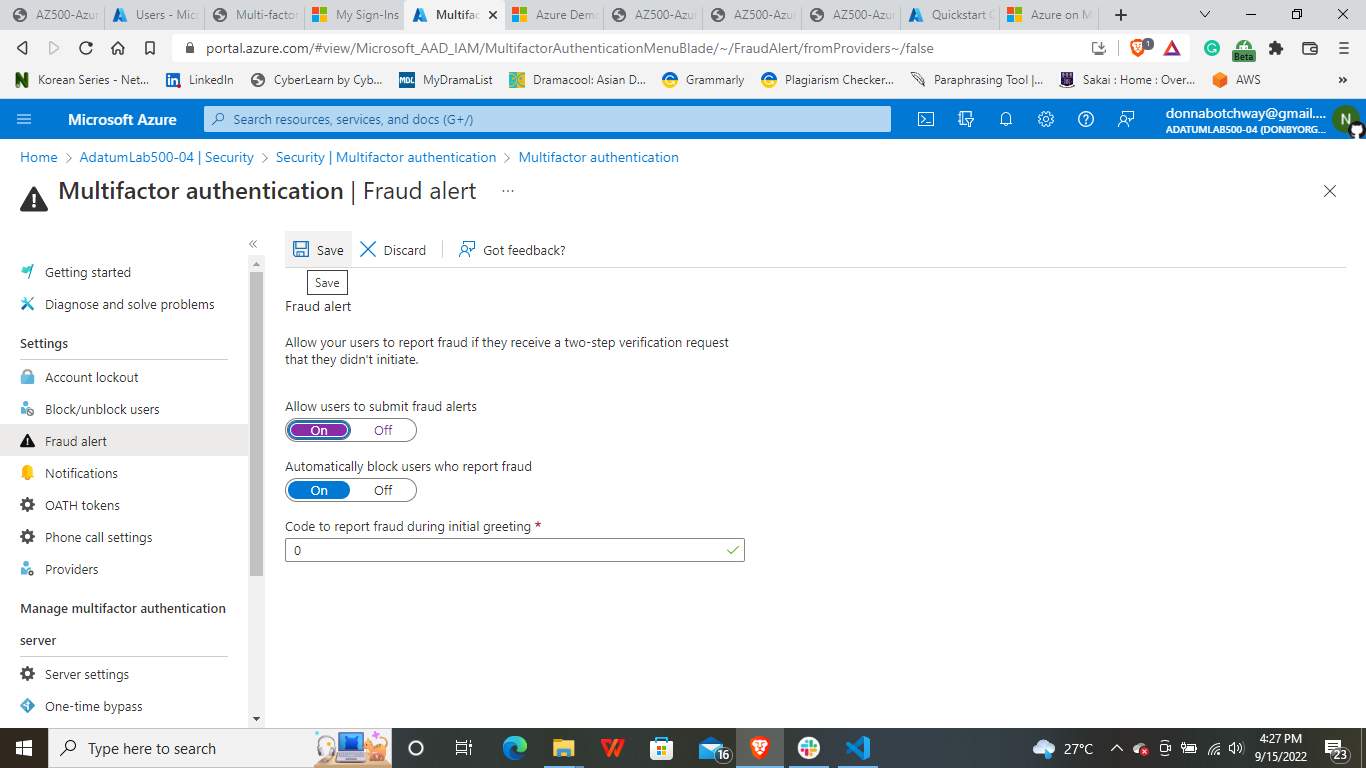 AZ500-Azur
Users - Micr
Multi-factor
My Sign-Ins
Multifac
Azure Demo
AZ500-Azur
AZ500-Azur
AZ500-Azur
Quickstart C
Azure on M
portal.azure.com/#view/Microsoft_AAD_IAM/MultifactorAuthenticationMenuBlade/~/FraudAlert/fromProviders~/false
1
Beta
Korean Series - Net...
LinkedIn
CyberLearn by Cyb...
MDL
MyDramaList
Dramacool: Asian D...
Grammarly
Plagiarism Checker...
Paraphrasing Tool |...
Sakai : Home : Over...
AWS
»
Microsoft Azure
Search resources, services, and docs (G+/)
donnabotchway@gmail....
ADATUMLAB500-04 (DONBYORG...
N
Home > AdatumLab500-04 | Security > Security | Multifactor authentication > Multifactor authentication
Multifactor authentication | Fraud alert ...
«
Getting started
Diagnose and solve problems
Settings
Account lockout
Block/unblock users
Fraud alert
Notifications
OATH tokens
Phone call settings
Providers
Manage multifactor authentication
server
Server settings
One-time bypass
Save
Discard
Got feedback?
Save
Fraud alert
Allow your users to report fraud if they receive a two-step verification request
that they didn't initiate.
Allow users to submit fraud alerts
On Off
Automatically block users who report fraud
On Off
Code to report fraud during initial greeting *
0
Type here to search
16
27°C
4:27 PM
9/15/2022
23